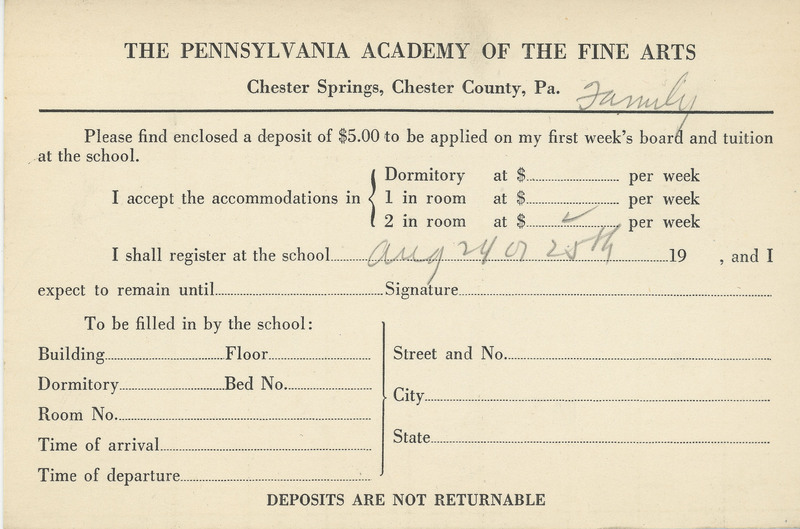 THE PENNSYLVANIA ACADEMY OF THE FINE ARTS
Chester Springs, Chester County, Pa. Family
Please find enclosed a deposit of $5.00 to be applied on my first week's board and tuition
at the school.
Dormitory at $ per week
I accept the accommodations in { 1 in room at $ per week
2 in room at $ ✓ per week
I shall register at the school Aug 24 or 25th 19 , and I
expect to remain until Signature
To be filled in by the school:
Building Floor
Dormitory Bed No.
Room No.
Time of arrival
Time of departure
Street and No.
City
State
DEPOSITS ARE NOT RETURNABLE